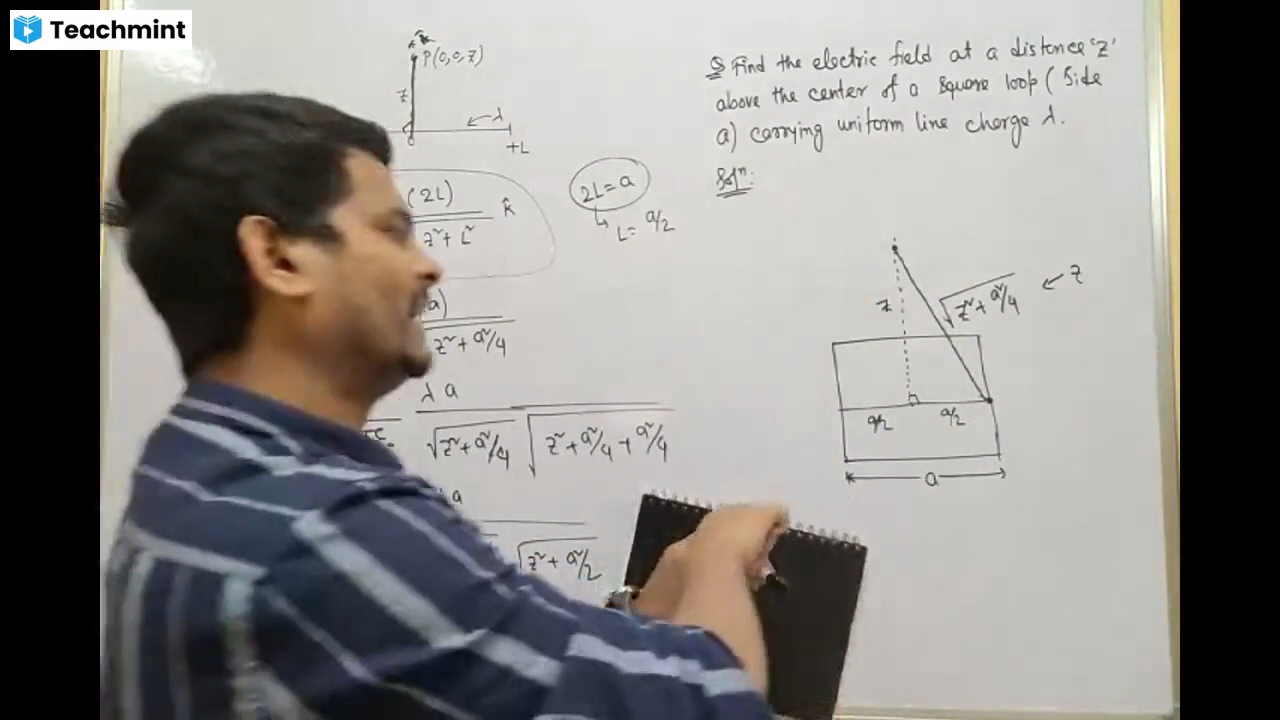 Teachmint
P(0,0,z)
z
λ
+L
(2L)
z²+L²
k̂
2L=a
L= a/2
a)
z²+a²/4
λ a
√z²+a²/4 √z²+a²/4+a²/4
a
√z²+a²/2
Q Find the electric field at a distance 'z'
above the center of a square loop (Side
a) carrying uniform line charge λ.
Solⁿ:
z
√z²+a²/4 ← z
a/2 a/2
a